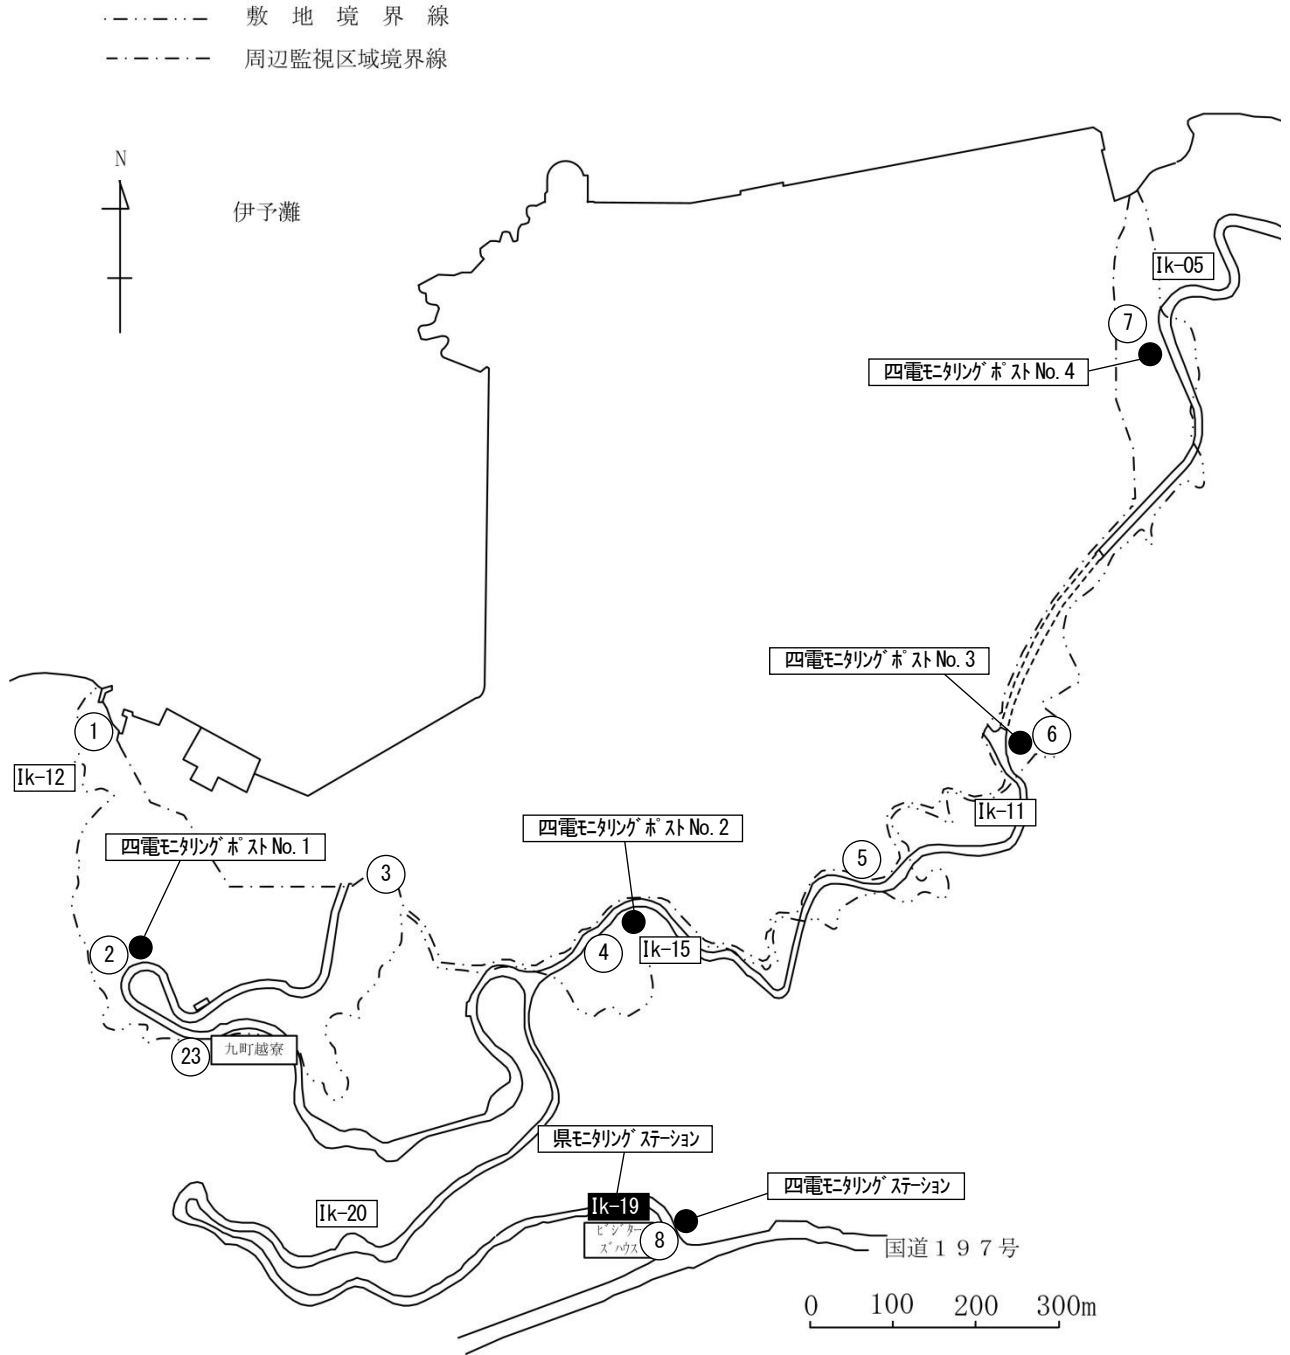 敷地境界線
周辺監視区域境界線
N
伊予灘
Ik-05
7
四電モニタリングポストNo.4
四電モニタリングポストNo.3
6
1
Ik-12
Ik-11
四電モニタリングポストNo.2
四電モニタリングポストNo.1
5
3
2
4
Ik-15
23
九町越寮
県モニタリングステーション
四電モニタリングステーション
Ik-19
Ik-20
ビジターズハウス
8
国道197号
0 100 200 300m